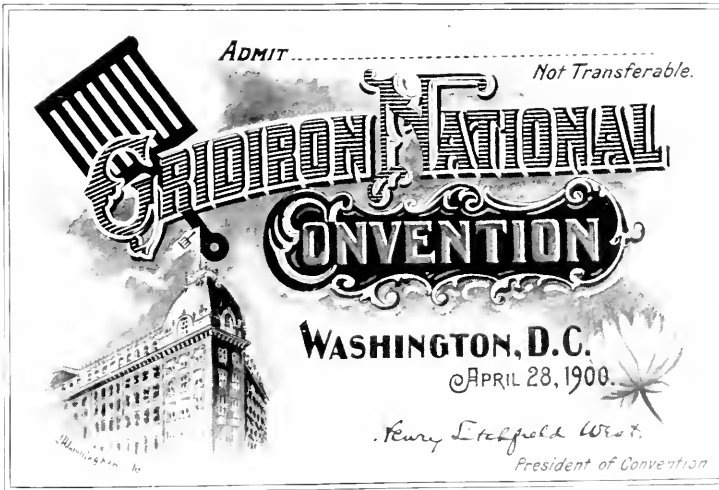 ADMIT
Not Transferable.
GRIDIRON NATIONAL
CONVENTION
WASHINGTON, D.C.
APRIL 28, 1900.
Henry Litchfield West.
President of Convention